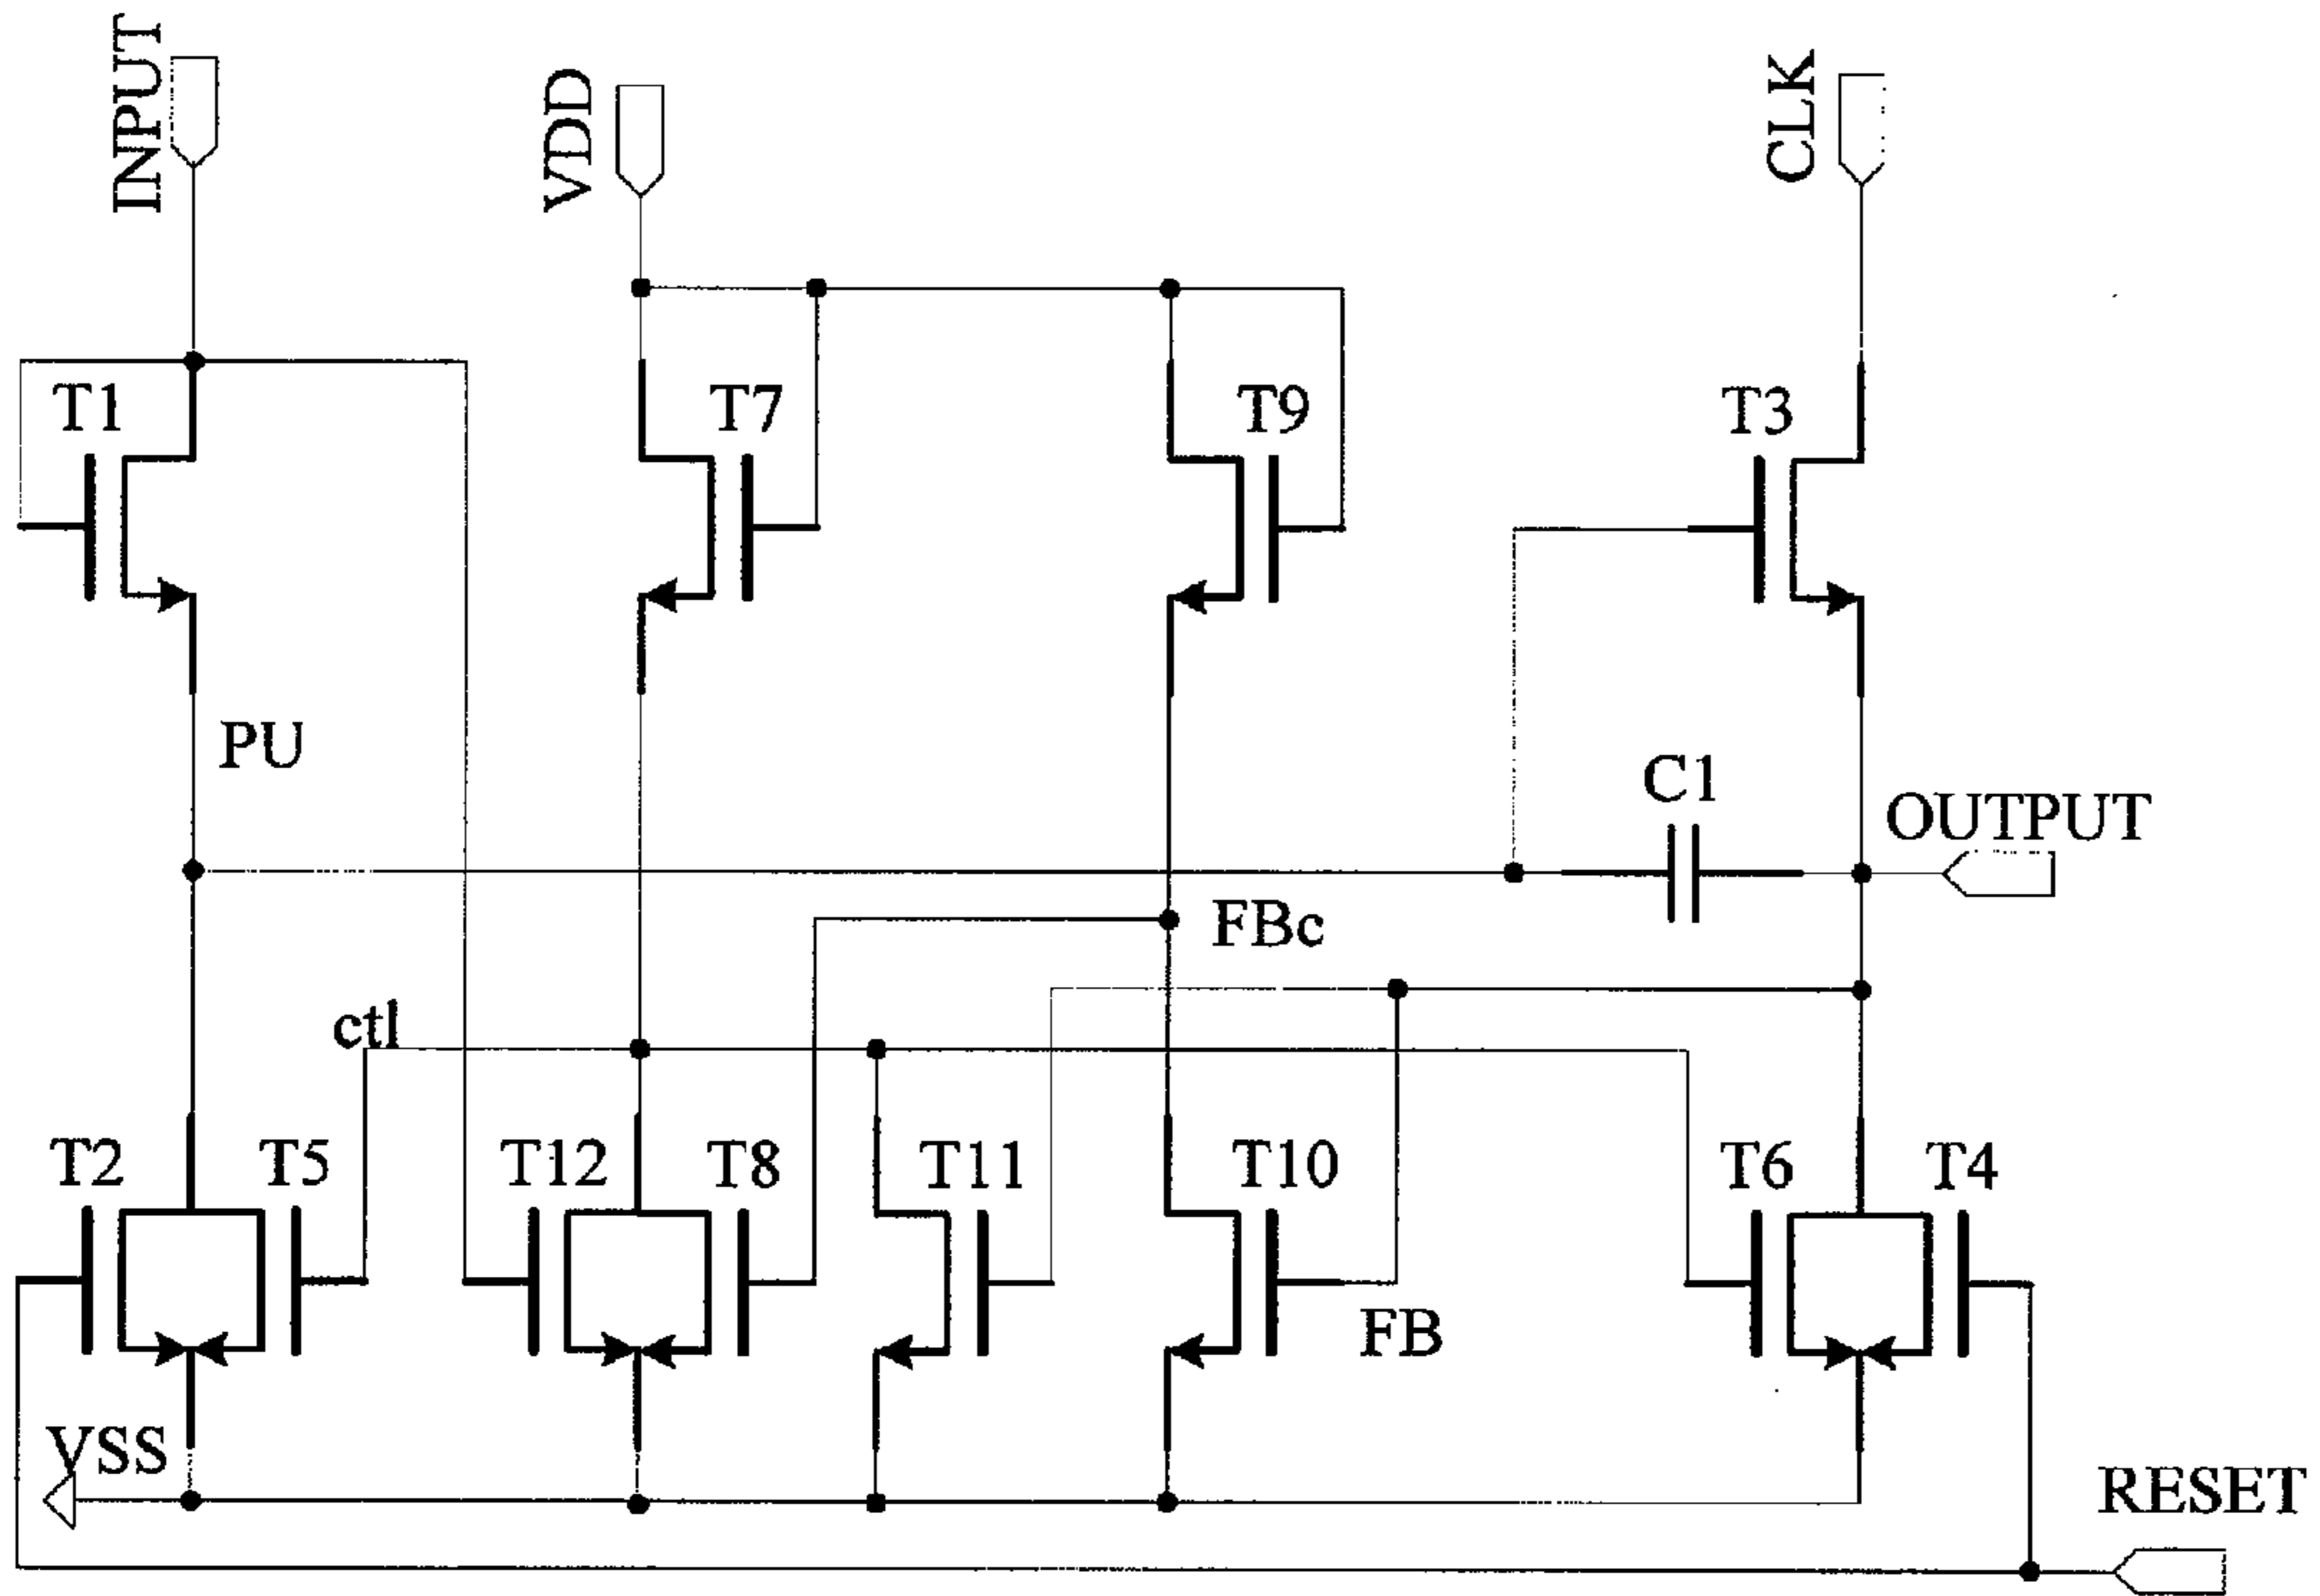 INPUT
VDD
CLK
T1
T7
T9
T3
PU
C1
OUTPUT
FBc
ctl
T2
T5
T12
T8
T11
T10
T6
T4
FB
VSS
RESET